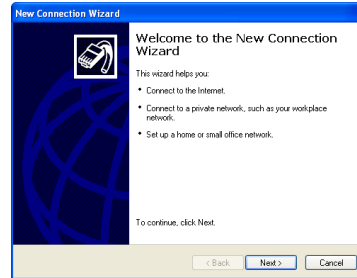 New Connection Wizard
Welcome to the New Connection
Wizard
This wizard helps you:
• Connect to the Internet.
• Connect to a private network, such as your workplace
network.
• Set up a home or small office network.
To continue, click Next.
< Back
Next >
Cancel